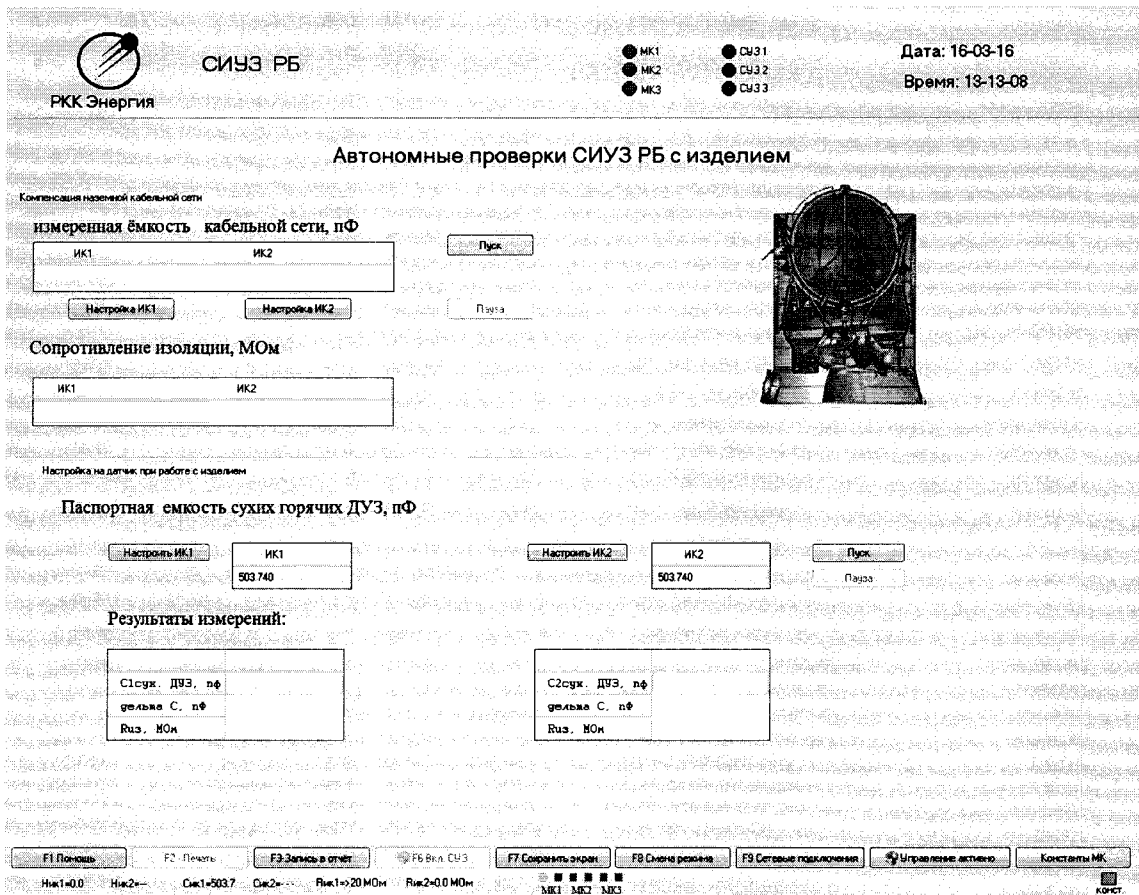 СИУЗ РБ
РКК Энергия
МК1
МК2
МК3
СУЗ 1
СУЗ 2
СУЗ 3
Дата: 16-03-16
Время: 13-13-08
Автономные проверки СИУЗ РБ с изделием
Компенсация наземной кабельной сети
измеренная ёмкость кабельной сети, пФ
ИК1 ИК2
Пуск
Настройка ИК1 Настройка ИК2 Пауза
Сопротивление изоляции, МОм
ИК1 ИК2
Настройка на датчик при работе с изделием
Паспортная емкость сухих горячих ДУЗ, пФ
Настроить ИК1 ИК1 Настроить ИК2 ИК2 Пуск
503.740 503.740 Пауза
Результаты измерений:
С1сух. ДУЗ, пф С2сух. ДУЗ, пф
дельта С, пФ дельта С, пФ
Rиз, МОм Rиз, МОм
F1 Помощь F2 - Печать F3-Запись в отчёт F6 Вкл. СУЗ F7 Сохранить экран F8 Смена режима F9 Сетевые подключения Управление активно Константы МК
Ник1=0.0 Ник2=-- Сик1=503.7 Сик2=--- Rик1=>20 МОм Rик2=0.0 МОм МК1 МК2 МК3 КОНСТ.